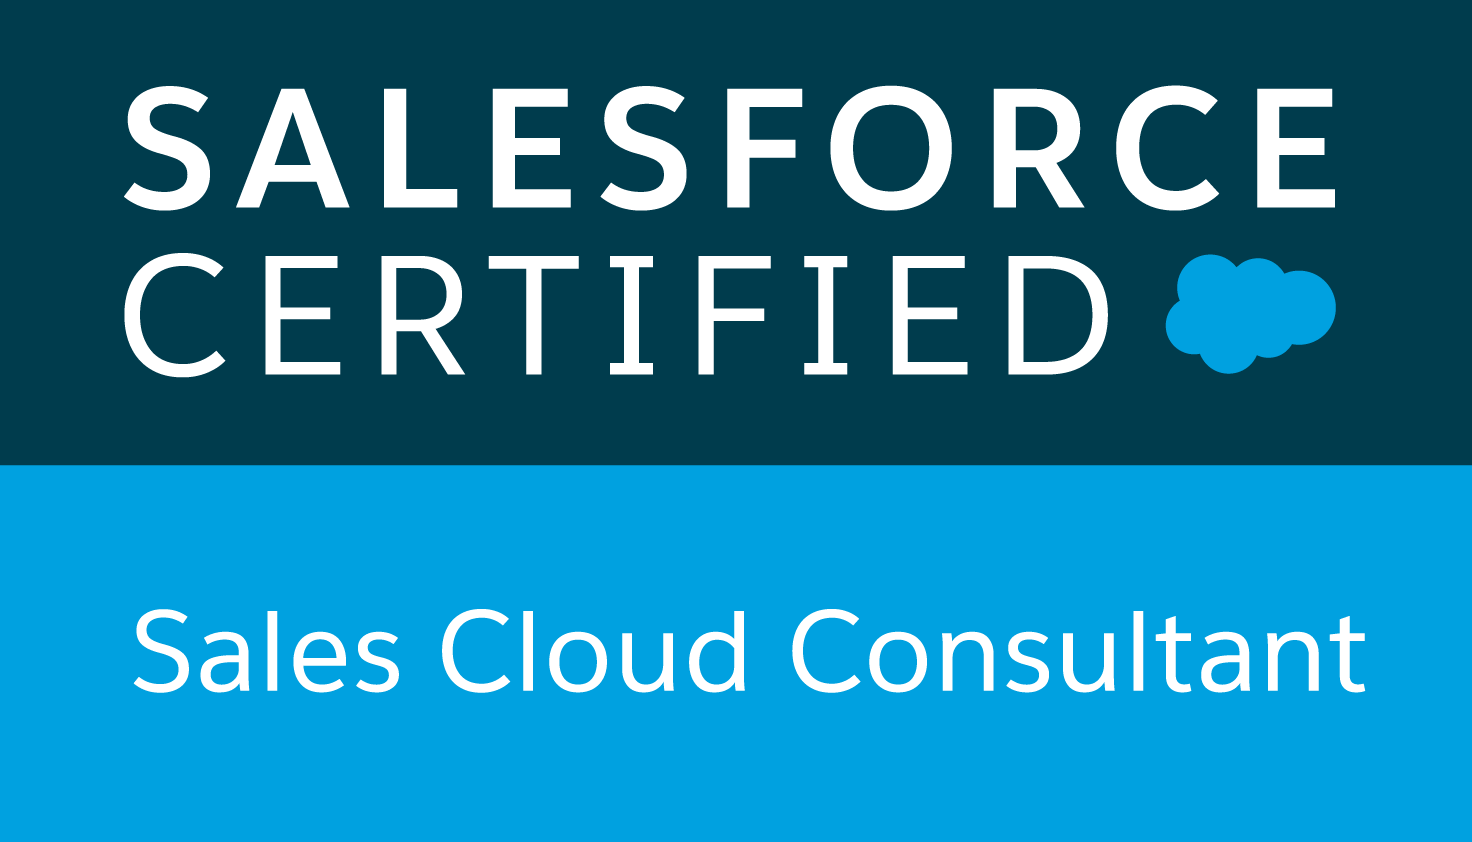 SALESFORCE
CERTIFIED
Sales Cloud Consultant